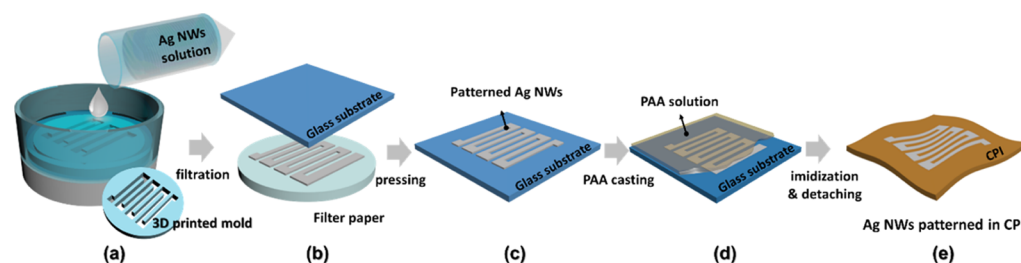 Ag NWs
solution
3D printed mold
(a)
filtration
Glass substrate
Filter paper
(b)
pressing
Patterned Ag NWs
Glass substrate
(c)
PAA casting
PAA solution
Glass substrate
(d)
imidization
& detaching
CPI
Ag NWs patterned in CP
(e)